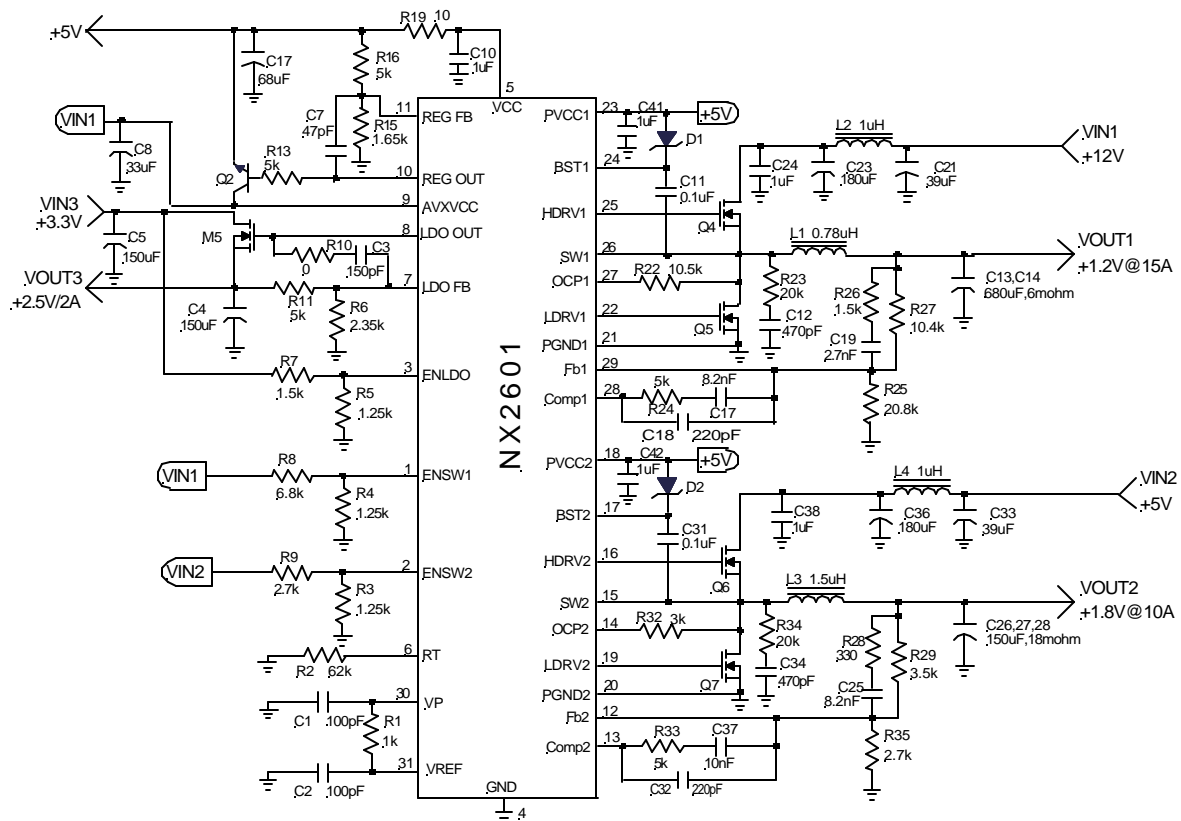 R19 10
+5V
C17
68uF
R16
5k
C10
.1uF
5
VCC
VIN1
C8
33uF
C7
47pF
R15
1.65k
11
REG FB
R13
5k
Q2
10
REG OUT
9
AVXVCC
VIN3
+3.3V
C5
150uF
M5
8
LDO OUT
R10
0
C3
150pF
VOUT3
+2.5V/2A
7
LDO FB
C4
150uF
R11
5k
R6
2.35k
R7
1.5k
3
ENLDO
R5
1.25k
VIN1
R8
6.8k
1
ENSW1
R4
1.25k
VIN2
R9
2.7k
2
ENSW2
R3
1.25k
R2
62k
6
RT
C1
100pF
30
VP
R1
1k
C2
100pF
31
VREF
GND
4
NX2601
PVCC1
23
C41
1uF
+5V
D1
BST1
24
C11
0.1uF
L2 1uH
VIN1
+12V
C24
1uF
C23
180uF
C21
39uF
HDRV1
25
Q4
SW1
26
L1 0.78uH
VOUT1
+1.2V@15A
OCP1
27
R22 10.5k
R23
20k
C12
470pF
R26
1.5k
C19
2.7nF
R27
10.4k
C13,C14
680uF,6mohm
LDRV1
22
Q5
PGND1
21
Fb1
29
Comp1
28
5k
R24
8.2nF
C17
C18
220pF
R25
20.8k
PVCC2
18
C42
1uF
+5V
D2
BST2
17
C31
0.1uF
L4 1uH
VIN2
+5V
C38
1uF
C36
180uF
C33
39uF
HDRV2
16
Q6
SW2
15
L3 1.5uH
VOUT2
+1.8V@10A
OCP2
14
R32 3k
R34
20k
C34
470pF
R28
330
C25
8.2nF
R29
3.5k
C26,27,28
150uF,18mohm
LDRV2
19
Q7
PGND2
20
Fb2
12
Comp2
13
R33
5k
C37
10nF
C32
220pF
R35
2.7k